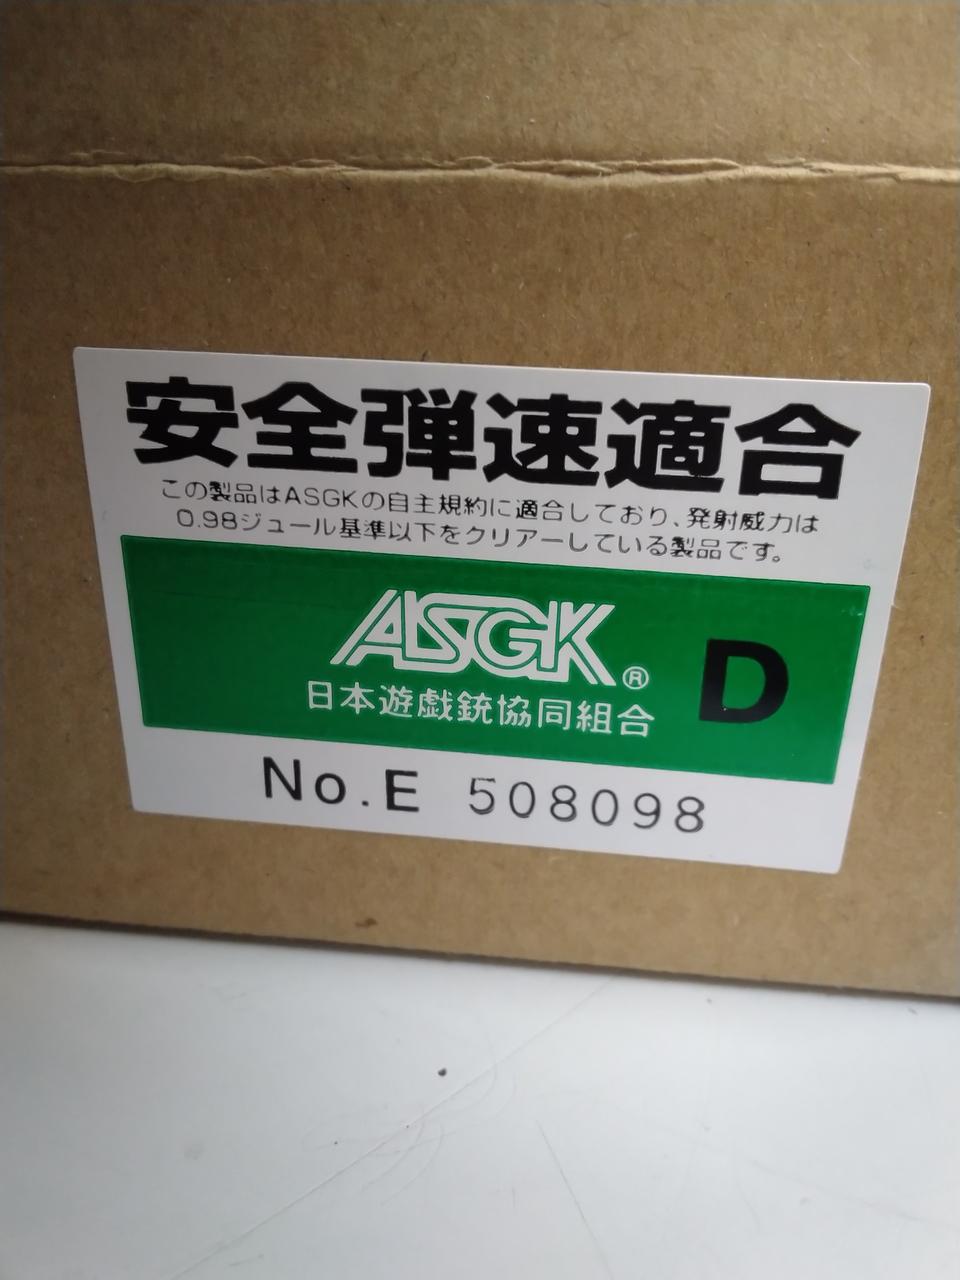 安全弾速適合
この製品はASGKの自主規約に適合しており、発射威力は
0.98ジュール基準以下をクリアーしている製品です。
ASGK®
日本遊戯銃協同組合
D
No.E 508098